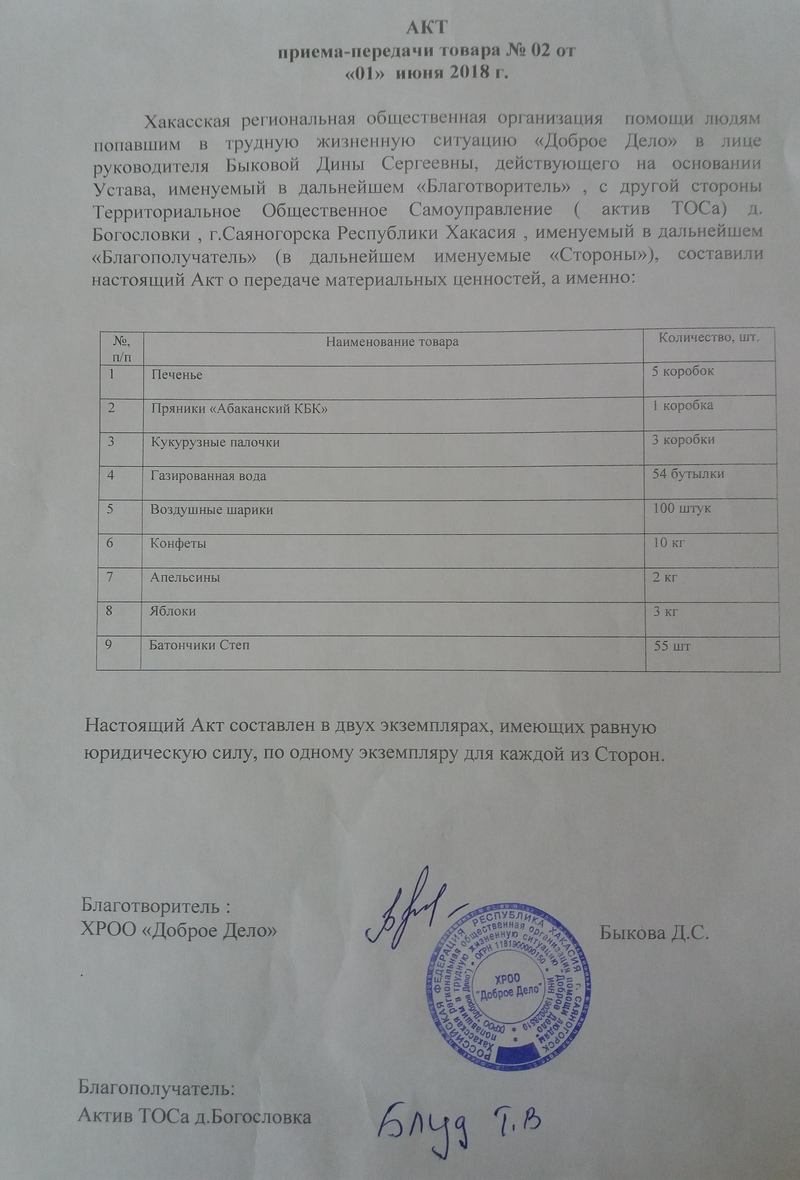 АКТ
приема-передачи товара № 02 от
«01» июня 2018 г.
Хакасская региональная общественная организация помощи людям
попавшим в трудную жизненную ситуацию «Доброе Дело» в лице
руководителя Быковой Дины Сергеевны, действующего на основании
Устава, именуемый в дальнейшем «Благотворитель» , с другой стороны
Территориальное Общественное Самоуправление ( актив ТОСа) д.
Богословки , г.Саяногорска Республики Хакасия , именуемый в дальнейшем
«Благополучатель» (в дальнейшем именуемые «Стороны»), составили
настоящий Акт о передаче материальных ценностей, а именно:
№, п/п Наименование товара Количество, шт.
1 Печенье 5 коробок
2 Пряники «Абаканский КБК» 1 коробка
3 Кукурузные палочки 3 коробки
4 Газированная вода 54 бутылки
5 Воздушные шарики 100 штук
6 Конфеты 10 кг
7 Апельсины 2 кг
8 Яблоки 3 кг
9 Батончики Степ 55 шт
Настоящий Акт составлен в двух экземплярах, имеющих равную
юридическую силу, по одному экземпляру для каждой из Сторон.
Благотворитель :
ХРОО «Доброе Дело» Быкова Д.С.
РОССИЙСКАЯ ФЕДЕРАЦИЯ РЕСПУБЛИКА ХАКАСИЯ г. САЯНОГОРСК
Хакасская региональная общественная организация помощи людям
попавшим в трудную жизненную ситуацию "Доброе Дело"
ХРОО
"Доброе Дело"
Благополучатель:
Актив ТОСа д.Богословка Блуд Т.В